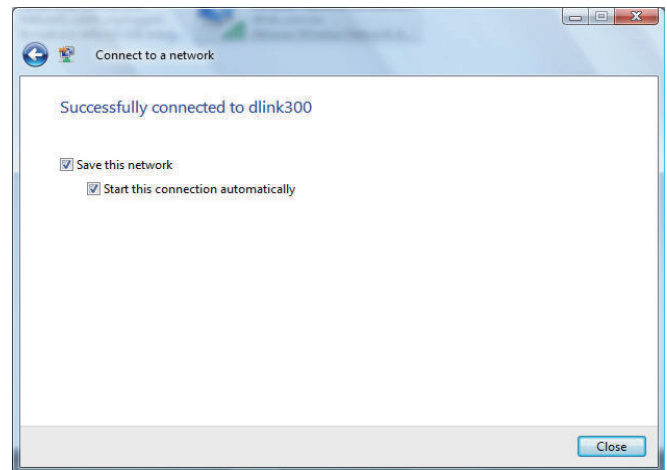 Connect to a network
Successfully connected to dlink300
Save this network
Start this connection automatically
Close